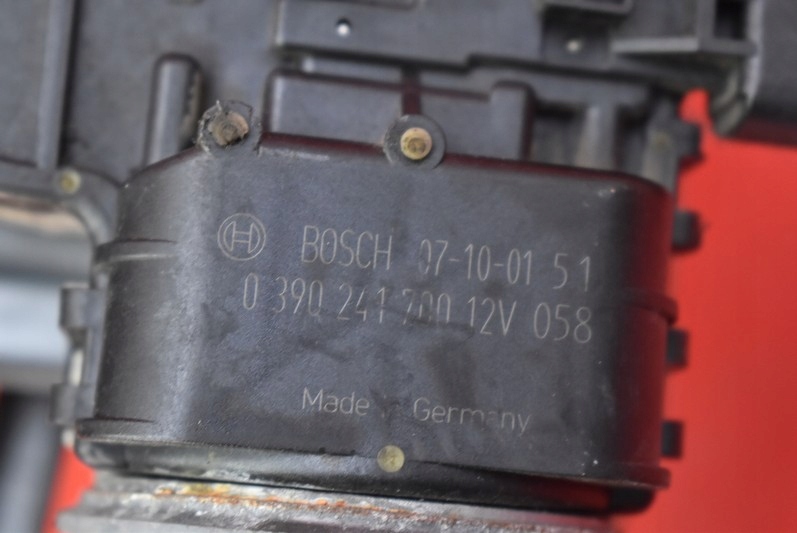 BOSCH 07-10-01 51
0 390 241 700 12V 058
Made in Germany